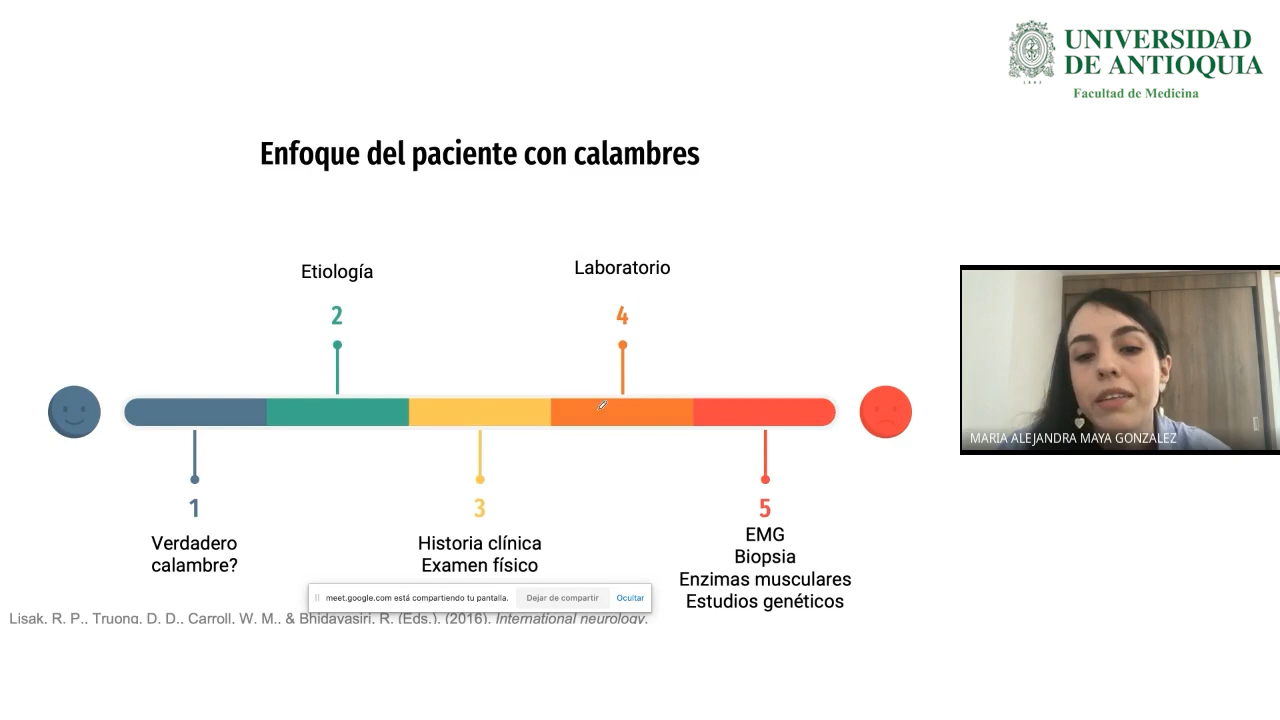 UNIVERSIDAD
DE ANTIOQUIA
1803
Facultad de Medicina
Enfoque del paciente con calambres
Etiología
Laboratorio
2
4
1
3
5
Verdadero
calambre?
Historia clínica
Examen físico
EMG
Biopsia
Enzimas musculares
Estudios genéticos
meet.google.com está compartiendo tu pantalla.
Dejar de compartir
Ocultar
Lisak, R. P., Truong, D. D., Carroll, W. M., & Bhidayasiri, R. (Eds.). (2016). International neurology.
MARIA ALEJANDRA MAYA GONZALEZ